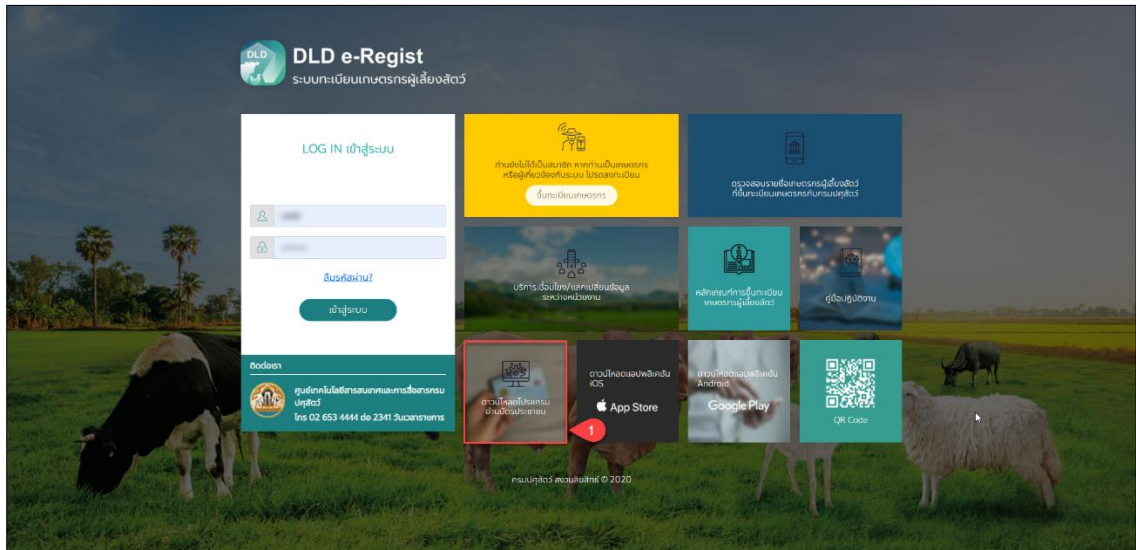 DLD
DLD e-Regist
ระบบทะเบียนเกษตรกรผู้เลี้ยงสัตว์
LOG IN เข้าสู่ระบบ
ลืมรหัสผ่าน?
เข้าสู่ระบบ
ติดต่อเรา
ศูนย์เทคโนโลยีสารสนเทศและการสื่อสารกรม
ปศุสัตว์
โทร 02 653 4444 ต่อ 2341 วันเวลาราชการ
ท่านยังไม่ได้เป็นสมาชิก หากท่านเป็นเกษตรกร
หรือผู้เกี่ยวข้องกับระบบ โปรดลงทะเบียน
ขึ้นทะเบียนเกษตรกร
ตรวจสอบรายชื่อเกษตรกรผู้เลี้ยงสัตว์
ที่ขึ้นทะเบียนเกษตรกรกับกรมปศุสัตว์
บริการเชื่อมโยง/แลกเปลี่ยนข้อมูล
ระหว่างหน่วยงาน
หลักเกณฑ์การขึ้นทะเบียน
เกษตรกรผู้เลี้ยงสัตว์
คู่มือปฏิบัติงาน
ดาวน์โหลดโปรแกรม
อ่านบัตรประชาชน
1
ดาวน์โหลดแอปพลิเคชัน
iOS
App Store
ดาวน์โหลดแอปพลิเคชัน
Android
Google Play
QR Code
กรมปศุสัตว์ สงวนลิขสิทธิ์ © 2020